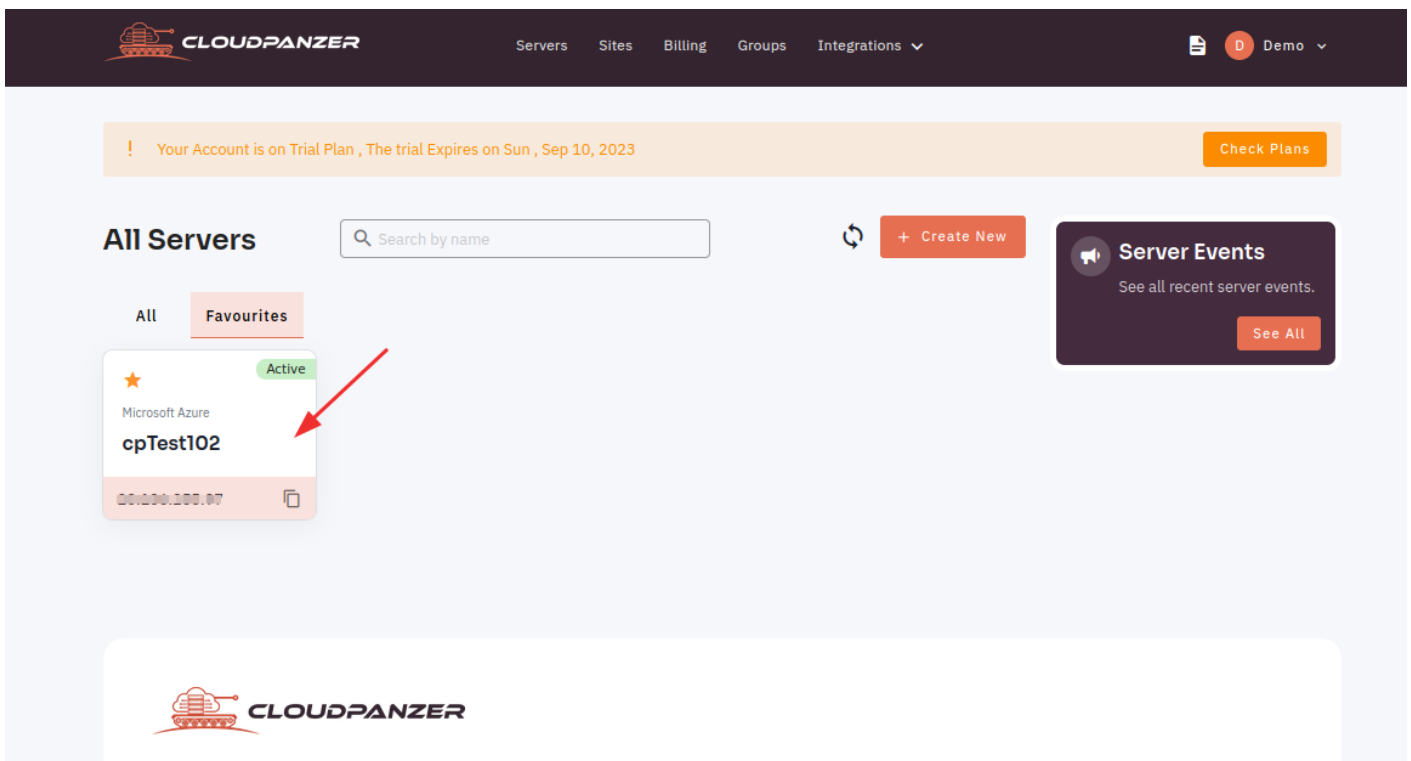 CLOUDPANZER
Servers Sites Billing Groups Integrations
D Demo
! Your Account is on Trial Plan , The trial Expires on Sun , Sep 10, 2023
Check Plans
All Servers
Search by name
+ Create New
Server Events
See all recent server events.
See All
All Favourites
Active
Microsoft Azure
cpTest102
CLOUDPANZER